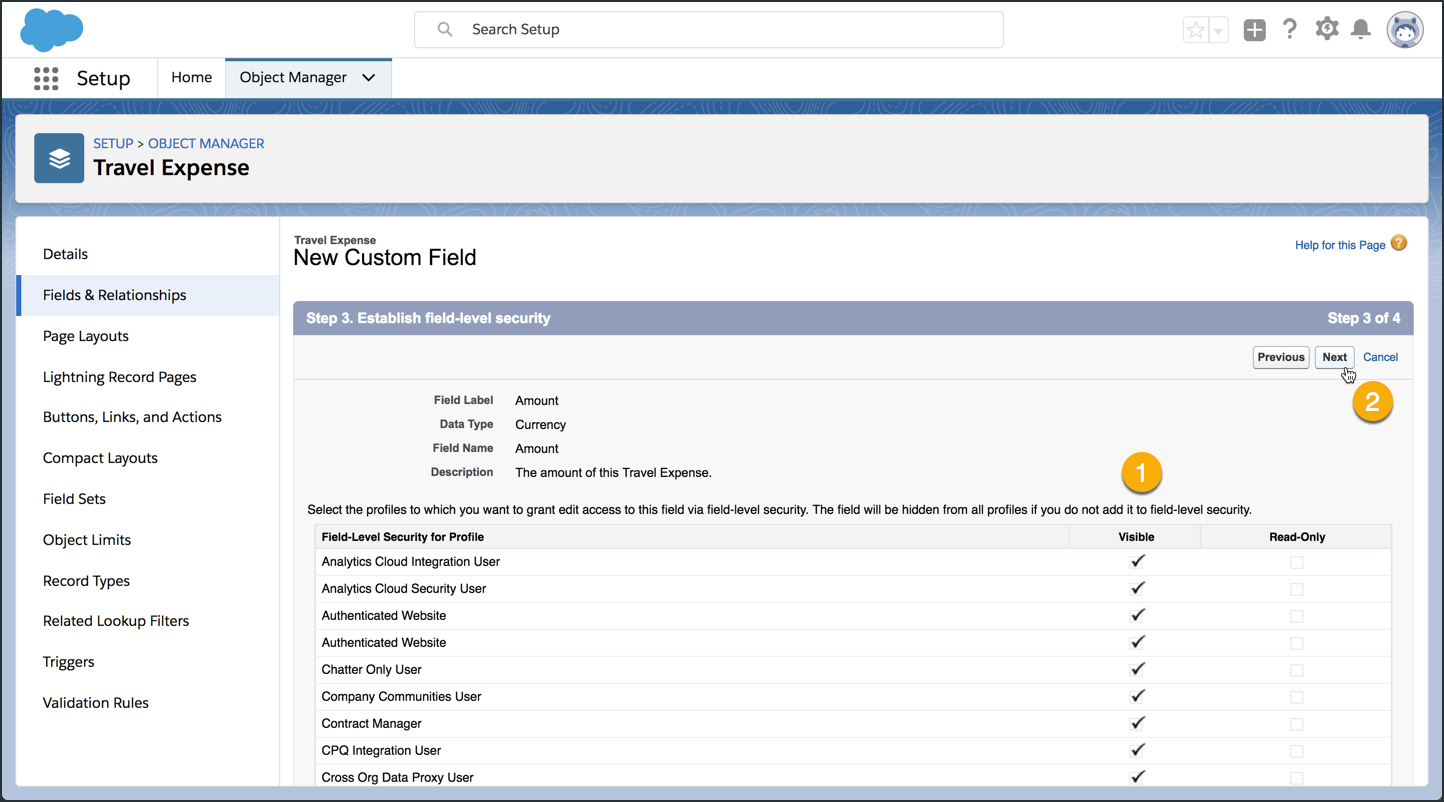 Search Setup
Setup
Home
Object Manager
SETUP > OBJECT MANAGER
Travel Expense
Details
Fields & Relationships
Page Layouts
Lightning Record Pages
Buttons, Links, and Actions
Compact Layouts
Field Sets
Object Limits
Record Types
Related Lookup Filters
Triggers
Validation Rules
Travel Expense
New Custom Field
Help for this Page ?
Step 3. Establish field-level security Step 3 of 4
Previous Next Cancel
2
Field Label Amount
Data Type Currency
Field Name Amount
Description The amount of this Travel Expense.
1
Select the profiles to which you want to grant edit access to this field via field-level security. The field will be hidden from all profiles if you do not add it to field-level security.
Field-Level Security for Profile Visible Read-Only
Analytics Cloud Integration User
Analytics Cloud Security User
Authenticated Website
Authenticated Website
Chatter Only User
Company Communities User
Contract Manager
CPQ Integration User
Cross Org Data Proxy User